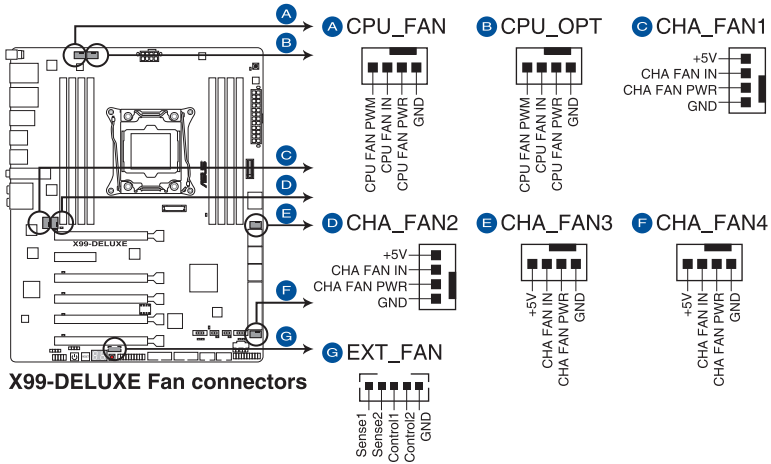 A
B
C
D
E
F
G
ASUS
X99-DELUXE
X99-DELUXE Fan connectors
A CPU_FAN
CPU FAN PWM
CPU FAN IN
CPU FAN PWR
GND
B CPU_OPT
CPU FAN PWM
CPU FAN IN
CPU FAN PWR
GND
C CHA_FAN1
+5V
CHA FAN IN
CHA FAN PWR
GND
D CHA_FAN2
+5V
CHA FAN IN
CHA FAN PWR
GND
E CHA_FAN3
+5V
CHA FAN IN
CHA FAN PWR
GND
F CHA_FAN4
+5V
CHA FAN IN
CHA FAN PWR
GND
G EXT_FAN
Sense1
Sense2
Control1
Control2
GND